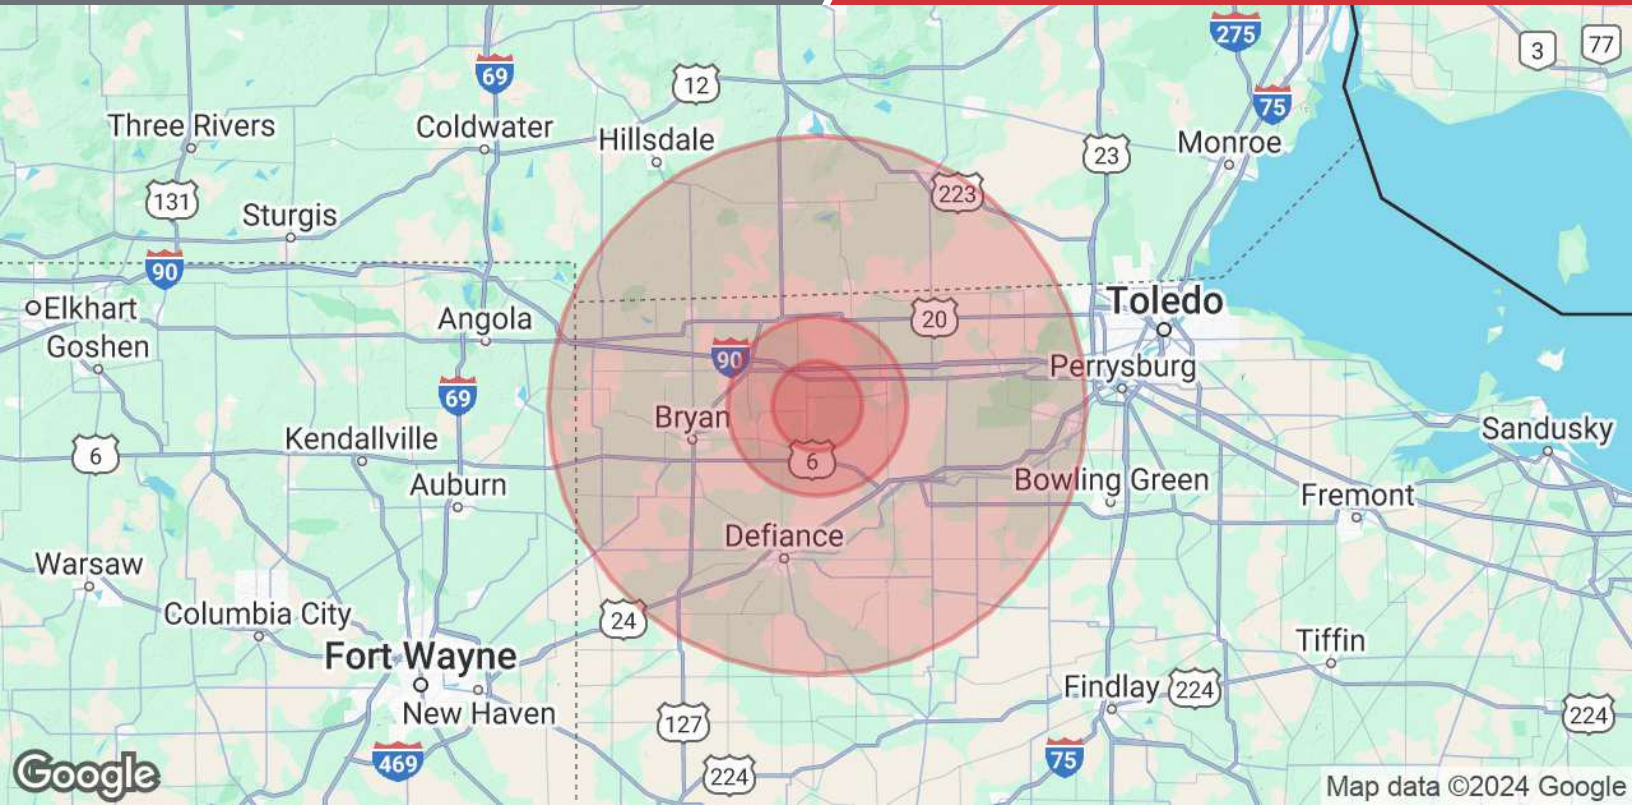 275
3
77
69
12
75
Three Rivers
Coldwater
Hillsdale
Monroe
23
131
223
Sturgis
90
Elkhart
Toledo
Angola
20
Goshen
90
Perrysburg
69
Bryan
Sandusky
Kendallville
6
6
Auburn
Bowling Green
Fremont
Defiance
Warsaw
Columbia City
24
Tiffin
Fort Wayne
Findlay
224
New Haven
127
224
469
75
224
Google
Map data ©2024 Google